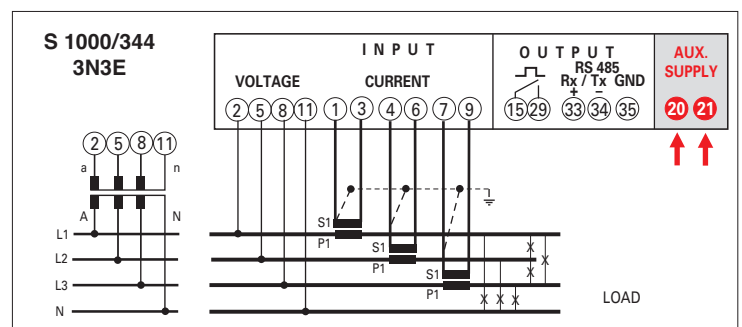 S 1000/344
3N3E
INPUT
VOLTAGE CURRENT
2 5 8 11 1 3 4 6 7 9
OUTPUT
RS 485
Rx / Tx GND
+ −
15 29 33 34 35
AUX.
SUPPLY
20 21
2 5 8 11
a n
A N
L1
L2
L3
N
S1
P1
S1
P1
S1
P1
X X
X X X X
LOAD